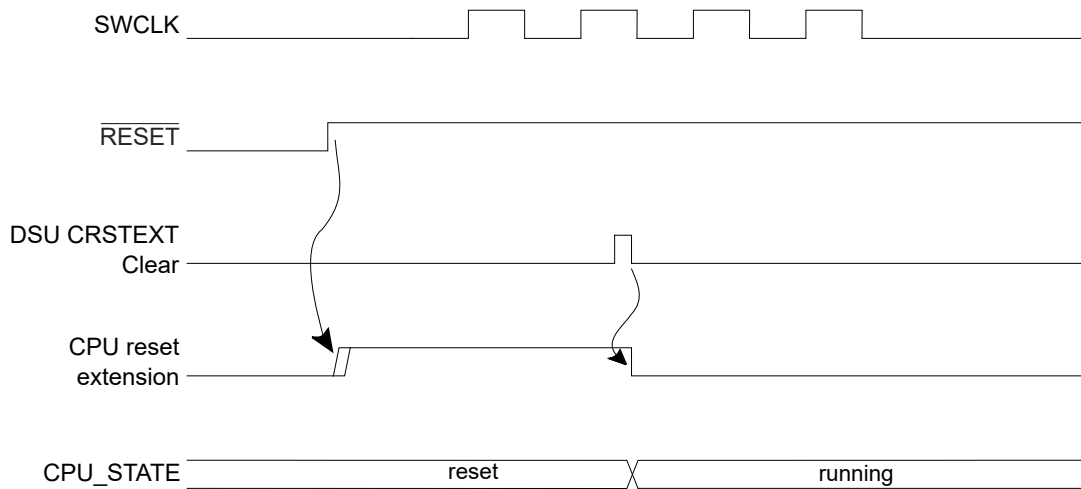 SWCLK
RESET
DSU CRSTEXT
Clear
CPU reset
extension
CPU_STATE reset running